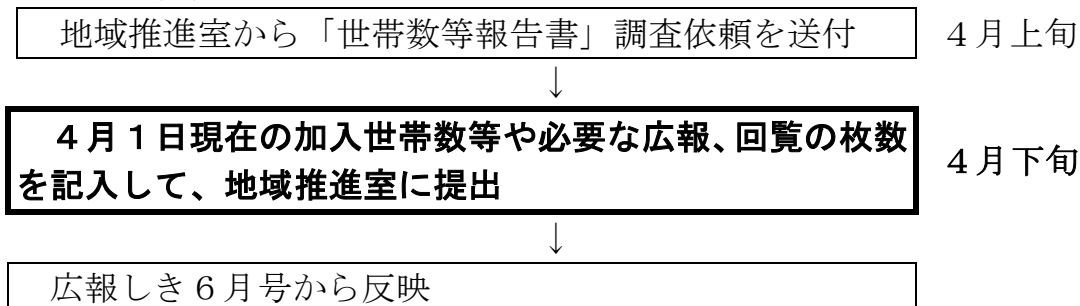 地域推進室から「世帯数等報告書」調査依頼を送付
４月上旬
↓
４月１日現在の加入世帯数等や必要な広報、回覧の枚数
を記入して、地域推進室に提出
４月下旬
↓
広報しき６月号から反映